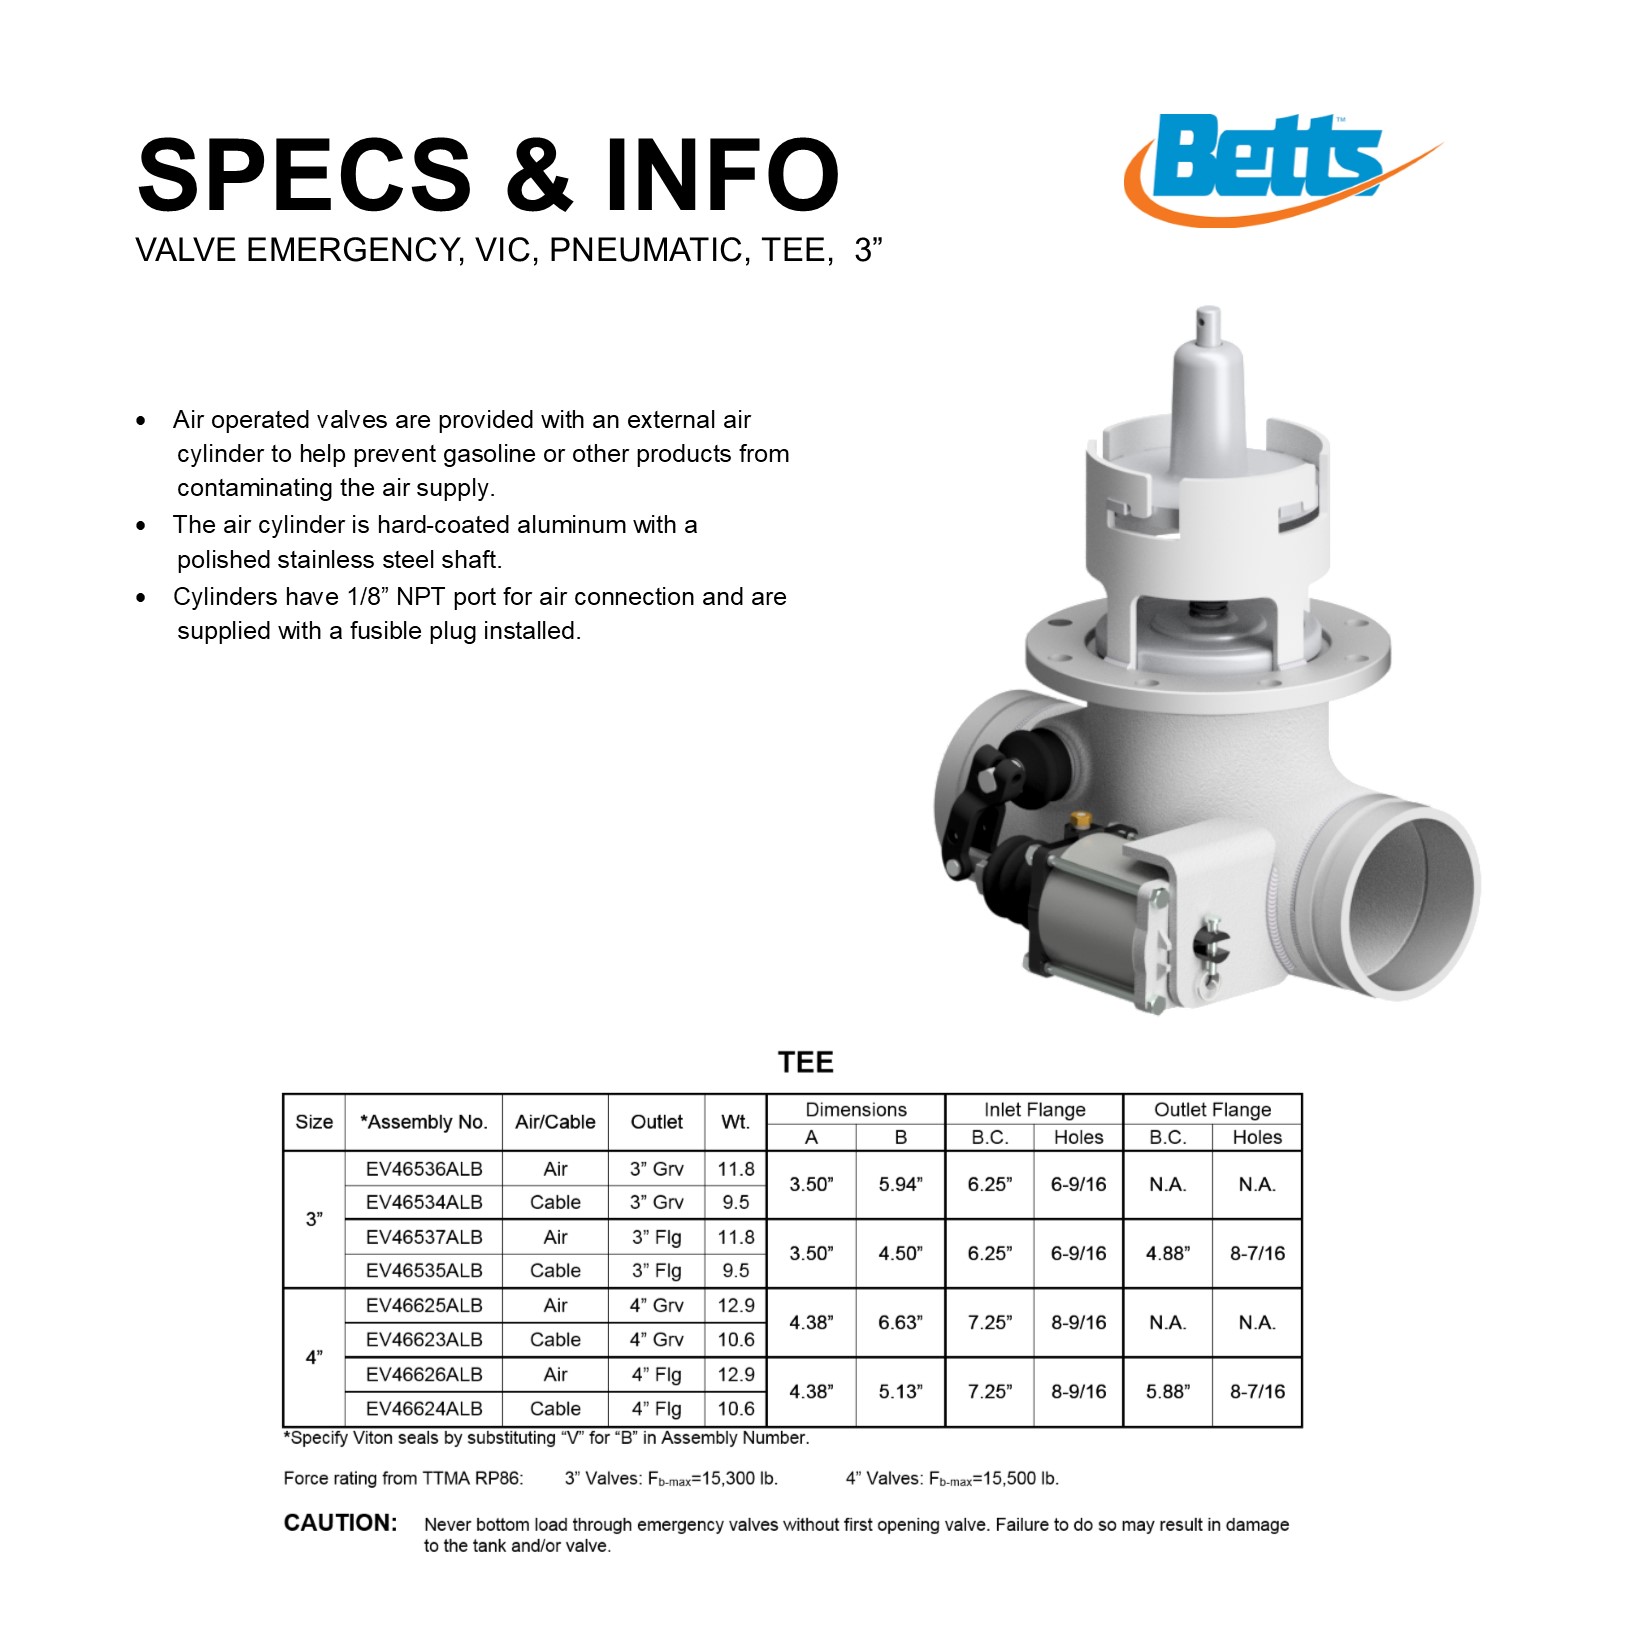 Betts™
SPECS & INFO
VALVE EMERGENCY, VIC, PNEUMATIC, TEE,  3”
• Air operated valves are provided with an external air
cylinder to help prevent gasoline or other products from
contaminating the air supply.
• The air cylinder is hard-coated aluminum with a
polished stainless steel shaft.
• Cylinders have 1/8” NPT port for air connection and are
supplied with a fusible plug installed.
TEE
Size *Assembly No. Air/Cable Outlet Wt. Dimensions Inlet Flange Outlet Flange
A B B.C. Holes B.C. Holes
3” EV46536ALB Air 3” Grv 11.8 3.50” 5.94” 6.25” 6-9/16 N.A. N.A.
EV46534ALB Cable 3” Grv 9.5
EV46537ALB Air 3” Flg 11.8 3.50” 4.50” 6.25” 6-9/16 4.88” 8-7/16
EV46535ALB Cable 3” Flg 9.5
4” EV46625ALB Air 4” Grv 12.9 4.38” 6.63” 7.25” 8-9/16 N.A. N.A.
EV46623ALB Cable 4” Grv 10.6
EV46626ALB Air 4” Flg 12.9 4.38” 5.13” 7.25” 8-9/16 5.88” 8-7/16
EV46624ALB Cable 4” Flg 10.6
*Specify Viton seals by substituting “V” for “B” in Assembly Number.
Force rating from TTMA RP86: 3” Valves: Fb-max=15,300 lb. 4” Valves: Fb-max=15,500 lb.
CAUTION: Never bottom load through emergency valves without first opening valve. Failure to do so may result in damage
to the tank and/or valve.